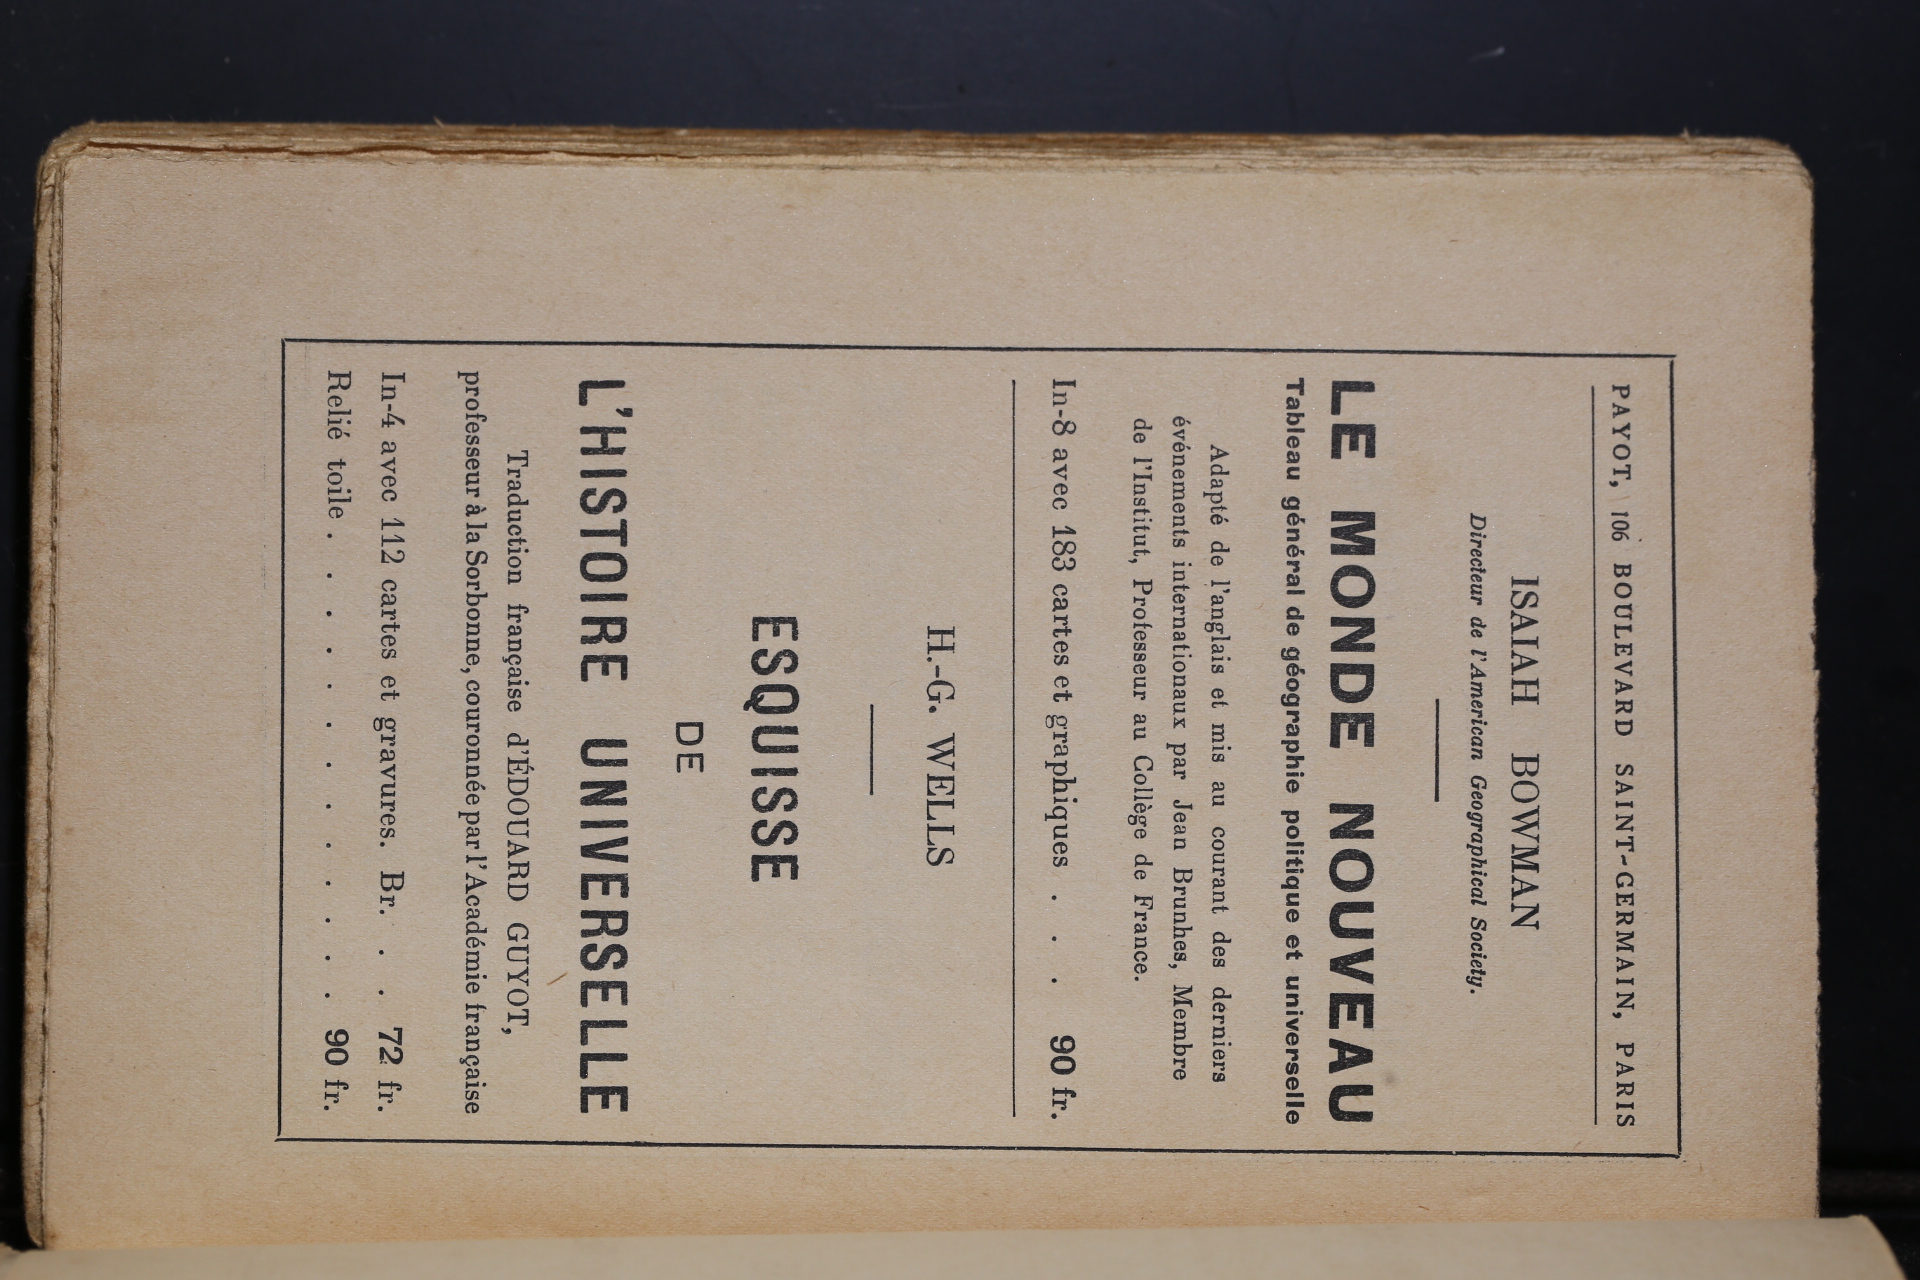 PAYOT, 106 BOULEVARD SAINT-GERMAIN, PARIS
ISAIAH BOWMAN
Directeur de l'American Geographical Society.
LE MONDE NOUVEAU
Tableau général de géographie politique et universelle
Adapté de l'anglais et mis au courant des derniers
événements internationaux par Jean Brunhes, Membre
de l'Institut, Professeur au Collège de France.
In-8 avec 183 cartes et graphiques . . . 90 fr.
H.-G. WELLS
ESQUISSE
DE
L'HISTOIRE UNIVERSELLE
Traduction française d'ÉDOUARD GUYOT,
professeur à la Sorbonne, couronnée par l'Académie française
In-4 avec 112 cartes et gravures. Br. . . 72 fr.
Relié toile . . . . . . . . . . . . . 90 fr.